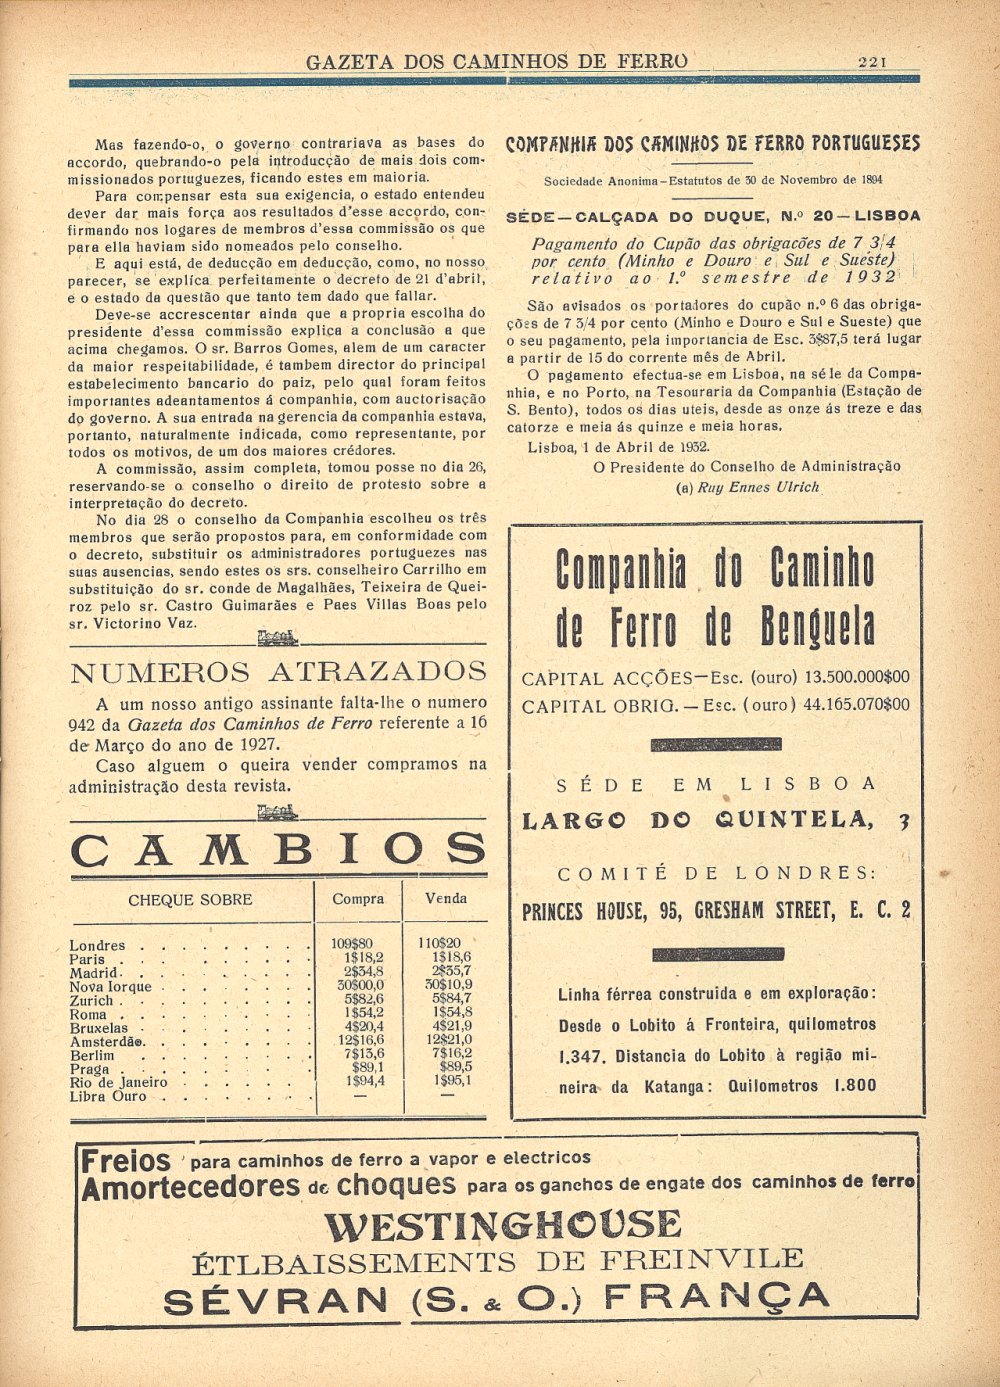 GAZETA DOS CAMINHOS DE FERRO 221
Mas fazendo-o, o governo contrariava as bases do
accordo, quebrando-o pela introducção de mais dois com-
missionados portuguezes, ficando estes em maioria.
Para compensar esta sua exigencia, o estado entendeu
dever dar mais força aos resultados d'esse accordo, con-
firmando nos logares de membros d'essa commissão os que
para ella haviam sido nomeados pelo conselho.
E aqui está, de deducção em deducção, como, no nosso
parecer, se explica perfeitamente o decreto de 21 d'abril,
e o estado da questão que tanto tem dado que fallar.
Deve-se accrescentar ainda que a propria escolha do
presidente d'essa commissão explica a conclusão a que
acima chegamos. O sr. Barros Gomes, alem de um caracter
da maior respeitabilidade, é tambem director do principal
estabelecimento bancario do paiz, pelo qual foram feitos
importantes adeantamentos á companhia, com auctorisação
do governo. A sua entrada na gerencia da companhia estava,
portanto, naturalmente indicada, como representante, por
todos os motivos, de um dos maiores crédores.
A commissão, assim completa, tomou posse no dia 26,
reservando-se o conselho o direito de protesto sobre a
interpretação do decreto.
No dia 28 o conselho da Companhia escolheu os três
membros que serão propostos para, em conformidade com
o decreto, substituir os administradores portuguezes nas
suas ausencias, sendo estes os srs. conselheiro Carrilho em
substituição do sr. conde de Magalhães, Teixeira de Quei-
roz pelo sr. Castro Guimarães e Paes Villas Boas pelo
sr. Victorino Vaz.
NUMEROS ATRAZADOS
A um nosso antigo assinante falta-lhe o numero
942 da Gazeta dos Caminhos de Ferro referente a 16
de Março do ano de 1927.
Caso alguem o queira vender compramos na
administração desta revista.
CAMBIOS
CHEQUE SOBRE Compra Venda
Londres . . . . . . . . . 109$80 110$20
Paris . . . . . . . . . 1$18,2 1$18,6
Madrid . . . . . . . . . 2$34,8 2$35,7
Nova Iorque . . . . . . . . 30$00,0 30$10,9
Zurich . . . . . . . . . 5$82,6 5$84,7
Roma . . . . . . . . . 1$54,2 1$54,8
Bruxelas . . . . . . . . 4$20,4 4$21,9
Amsterdão . . . . . . . . 12$16,6 12$21,0
Berlim . . . . . . . . 7$13,6 7$16,2
Praga . . . . . . . . . $89,1 $89,5
Rio de Janeiro . . . . . . 1$94,4 1$95,1
Libra Ouro . . . . . . . — —
COMPANHIA DOS CAMINHOS DE FERRO PORTUGUESES
Sociedade Anonima—Estatutos de 30 de Novembro de 1894
SÉDE—CALÇADA DO DUQUE, N.º 20—LISBOA
Pagamento do Cupão das obrigacões de 7 3/4
por cento (Minho e Douro e Sul e Sueste)
relativo ao 1.º semestre de 1932
São avisados os portadores do cupão n.º 6 das obriga-
ções de 7 3/4 por cento (Minho e Douro e Sul e Sueste) que
o seu pagamento, pela importancia de Esc. 3$87,5 terá lugar
a partir de 15 do corrente mês de Abril.
O pagamento efectua-se em Lisboa, na séde da Compa-
nhia, e no Porto, na Tesouraria da Companhia (Estação de
S. Bento), todos os dias uteis, desde as onze ás treze e das
catorze e meia ás quinze e meia horas.
Lisboa, 1 de Abril de 1932.
O Presidente do Conselho de Administração
(a) Ruy Ennes Ulrich
Companhia do Caminho
de Ferro de Benguela
CAPITAL ACÇÕES—Esc. (ouro) 13.500.000$00
CAPITAL OBRIG. — Esc. (ouro) 44.165.070$00
SÉDE EM LISBOA
LARGO DO QUINTELA, 3
COMITÉ DE LONDRES:
PRINCES HOUSE, 95, GRESHAM STREET, E. C. 2
Linha férrea construida e em exploração:
Desde o Lobito á Fronteira, quilometros
1.347. Distancia do Lobito à região mi-
neira da Katanga: Quilometros 1.800
Freios para caminhos de ferro a vapor e electricos
Amortecedores de choques para os ganchos de engate dos caminhos de ferro
WESTINGHOUSE
ÉTLBAISSEMENTS DE FREINVILE
SÉVRAN (S. & O.) FRANÇA